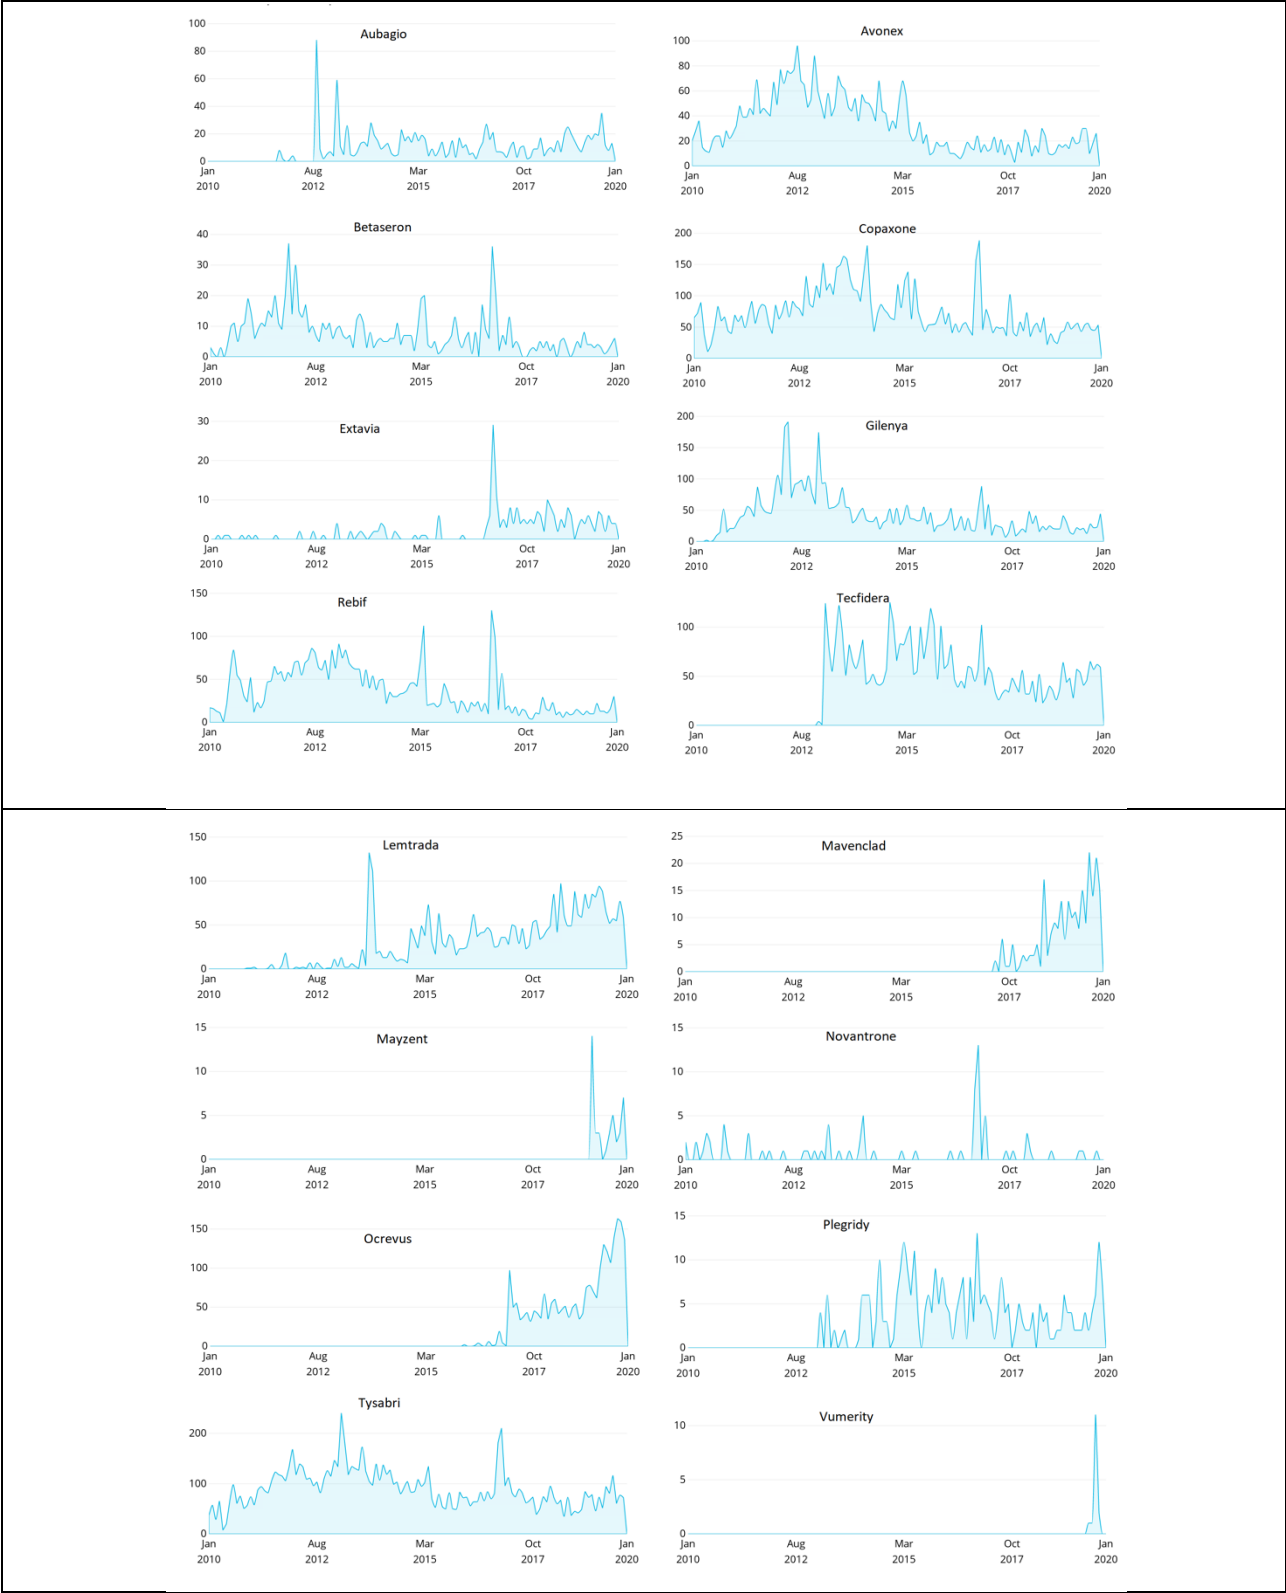 Aubagio
100
80
60
40
20
0
Jan Aug Mar Oct Jan
2010 2012 2015 2017 2020
Avonex
100
80
60
40
20
0
Jan Aug Mar Oct Jan
2010 2012 2015 2017 2020
Betaseron
40
30
20
10
0
Jan Aug Mar Oct Jan
2010 2012 2015 2017 2020
Copaxone
200
150
100
50
0
Jan Aug Mar Oct Jan
2010 2012 2015 2017 2020
Extavia
30
20
10
0
Jan Aug Mar Oct Jan
2010 2012 2015 2017 2020
Gilenya
200
150
100
50
0
Jan Aug Mar Oct Jan
2010 2012 2015 2017 2020
Rebif
150
100
50
0
Jan Aug Mar Oct Jan
2010 2012 2015 2017 2020
Tecfidera
100
50
0
Jan Aug Mar Oct Jan
2010 2012 2015 2017 2020
Lemtrada
150
100
50
0
Jan Aug Mar Oct Jan
2010 2012 2015 2017 2020
Mavenclad
25
20
15
10
5
0
Jan Aug Mar Oct Jan
2010 2012 2015 2017 2020
Mayzent
15
10
5
0
Jan Aug Mar Oct Jan
2010 2012 2015 2017 2020
Novantrone
15
10
5
0
Jan Aug Mar Oct Jan
2010 2012 2015 2017 2020
Ocrevus
150
100
50
0
Jan Aug Mar Oct Jan
2010 2012 2015 2017 2020
Plegridy
15
10
5
0
Jan Aug Mar Oct Jan
2010 2012 2015 2017 2020
Tysabri
200
100
0
Jan Aug Mar Oct Jan
2010 2012 2015 2017 2020
Vumerity
10
5
0
Jan Aug Mar Oct Jan
2010 2012 2015 2017 2020